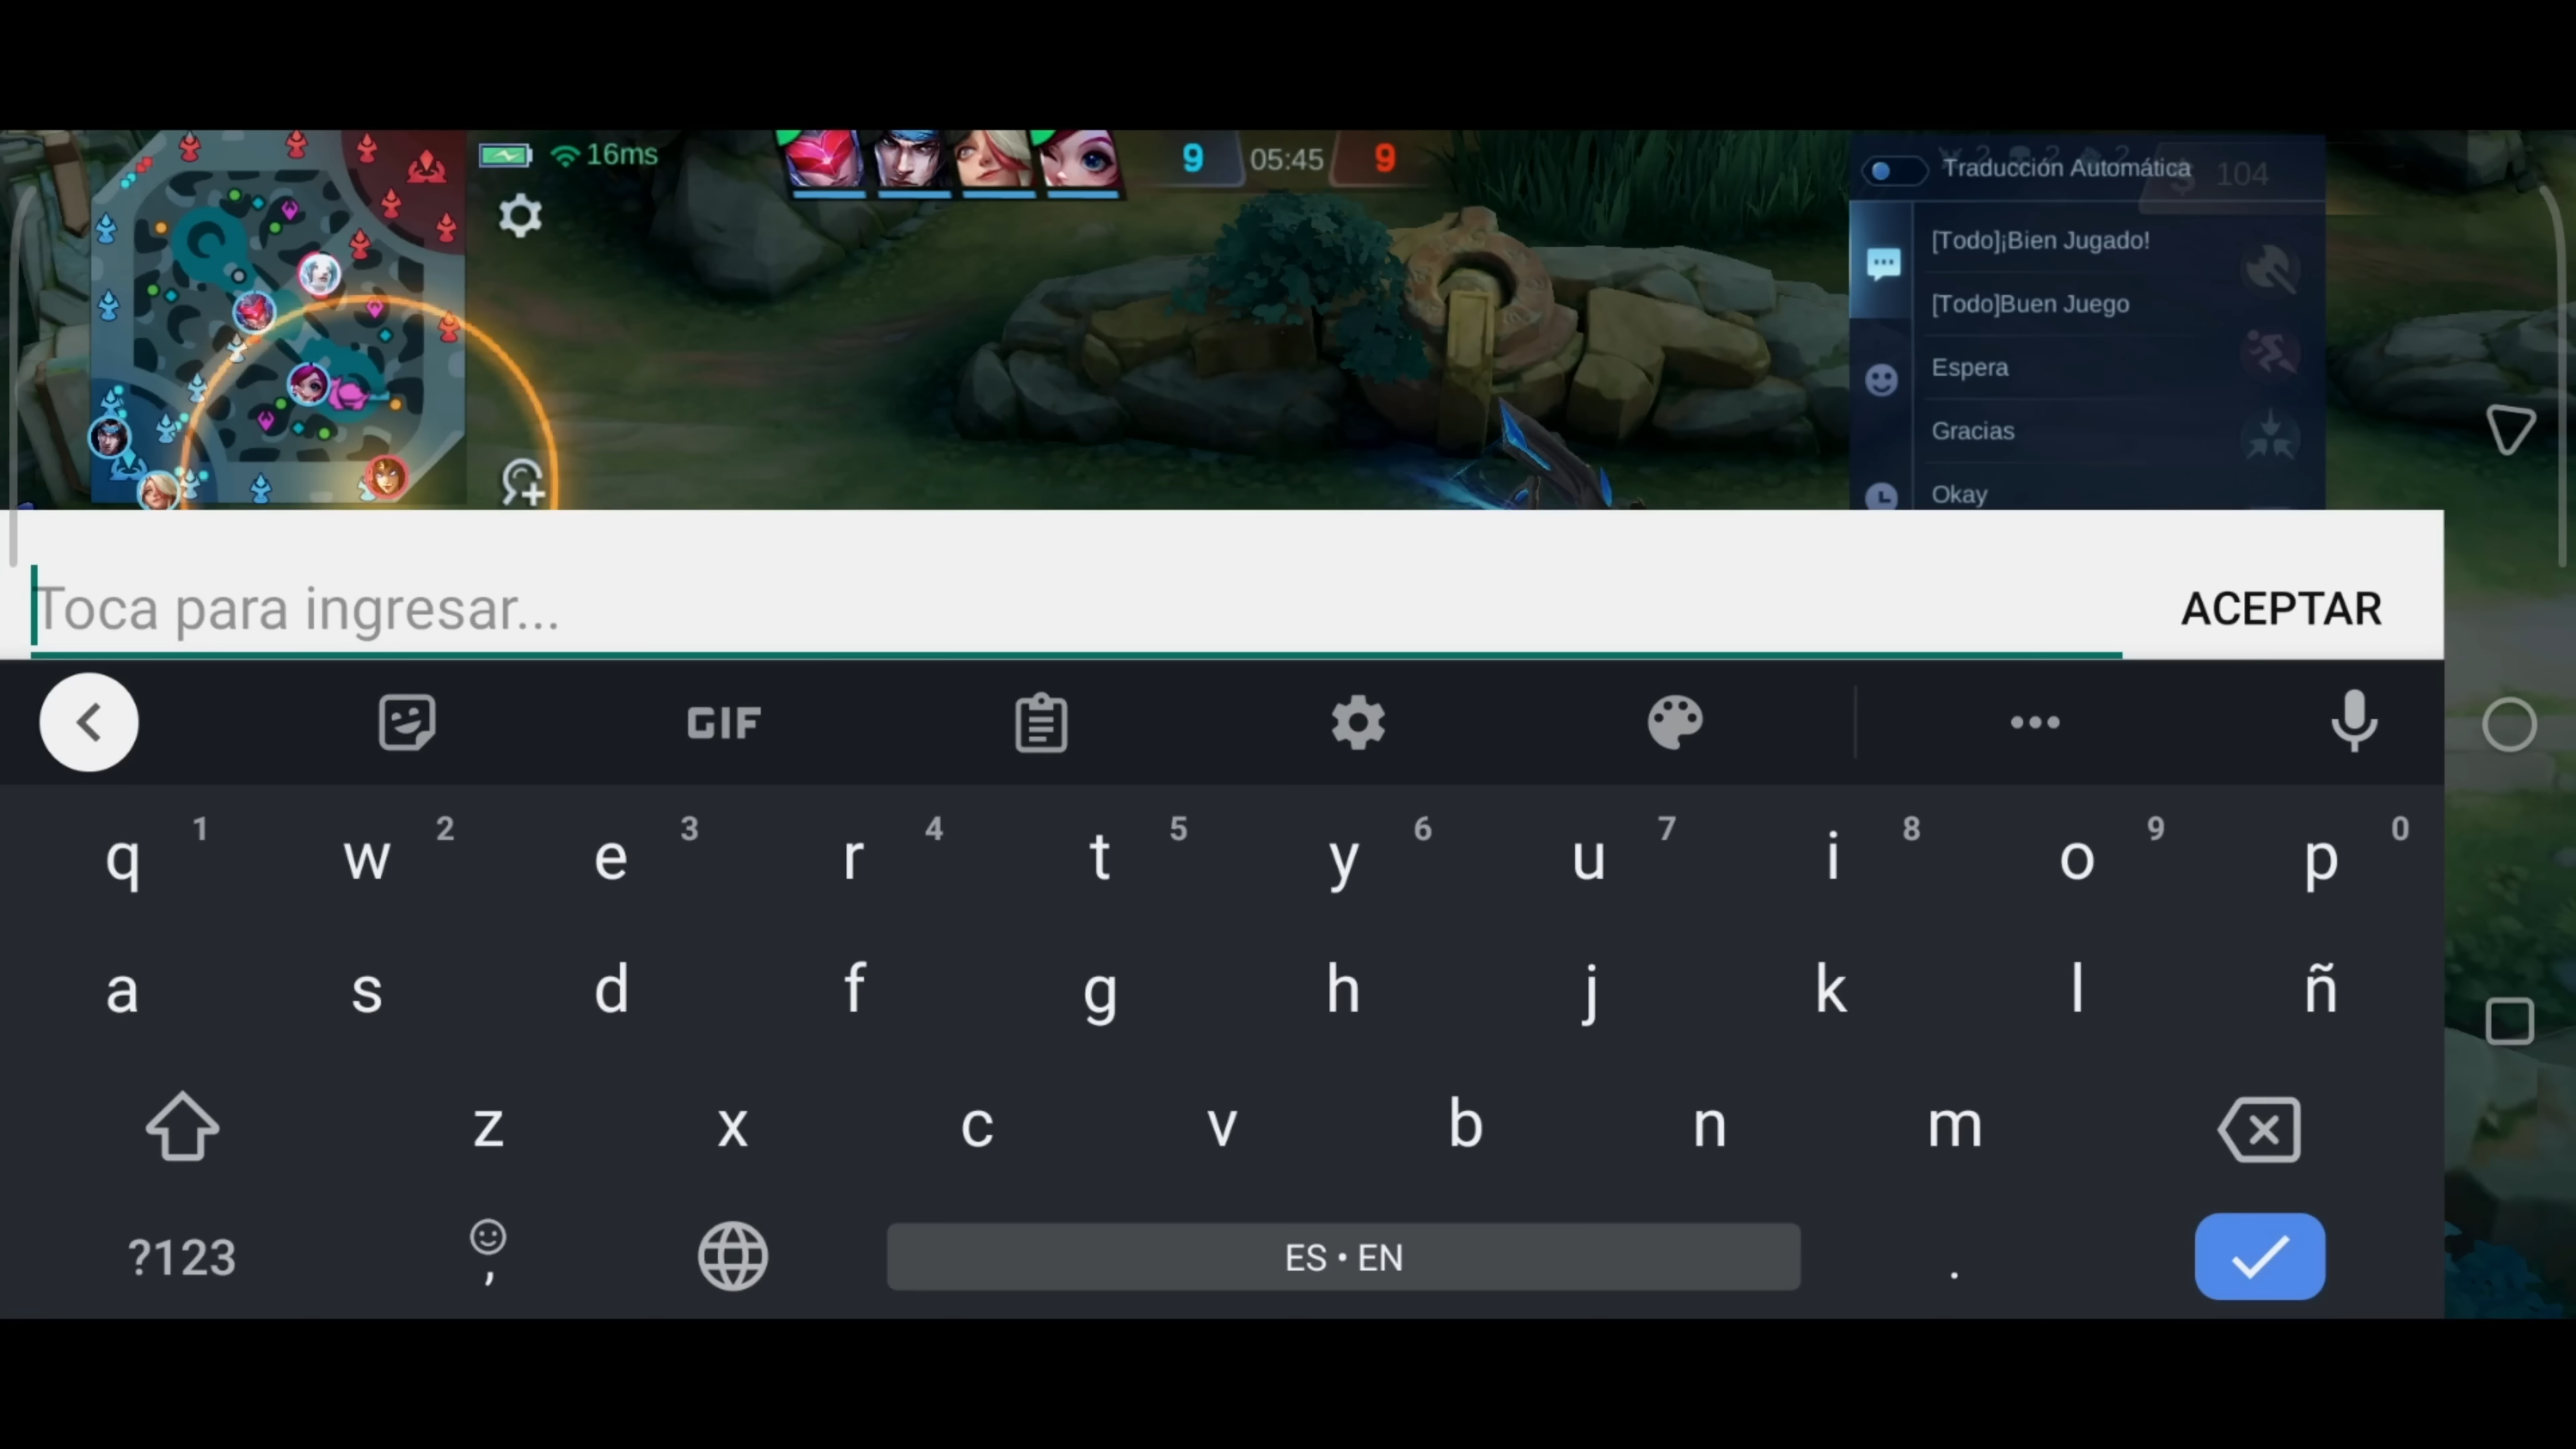 16ms
9 05:45 9
Traducción Automática
104
[Todo]¡Bien Jugado!
[Todo]Buen Juego
Espera
Gracias
Okay
Toca para ingresar...
ACEPTAR
GIF
q 1 w 2 e 3 r 4 t 5 y 6 u 7 i 8 o 9 p 0
a s d f g h j k l ñ
z x c v b n m
?123 , ES • EN .